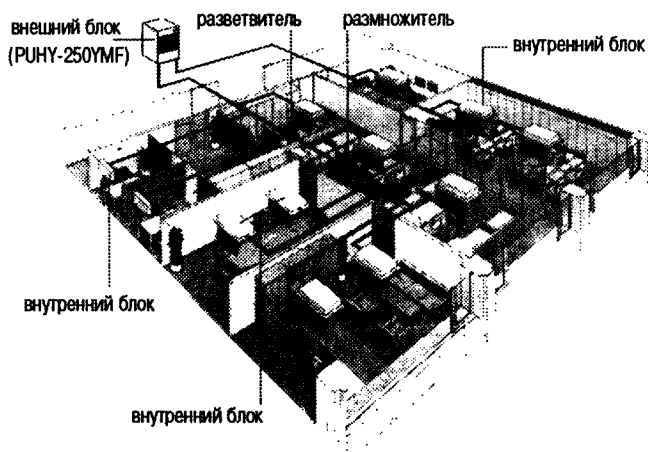 внешний блок
(PUHY-250YMF)
разветвитель
размножитель
внутренний блок
внутренний блок
внутренний блок